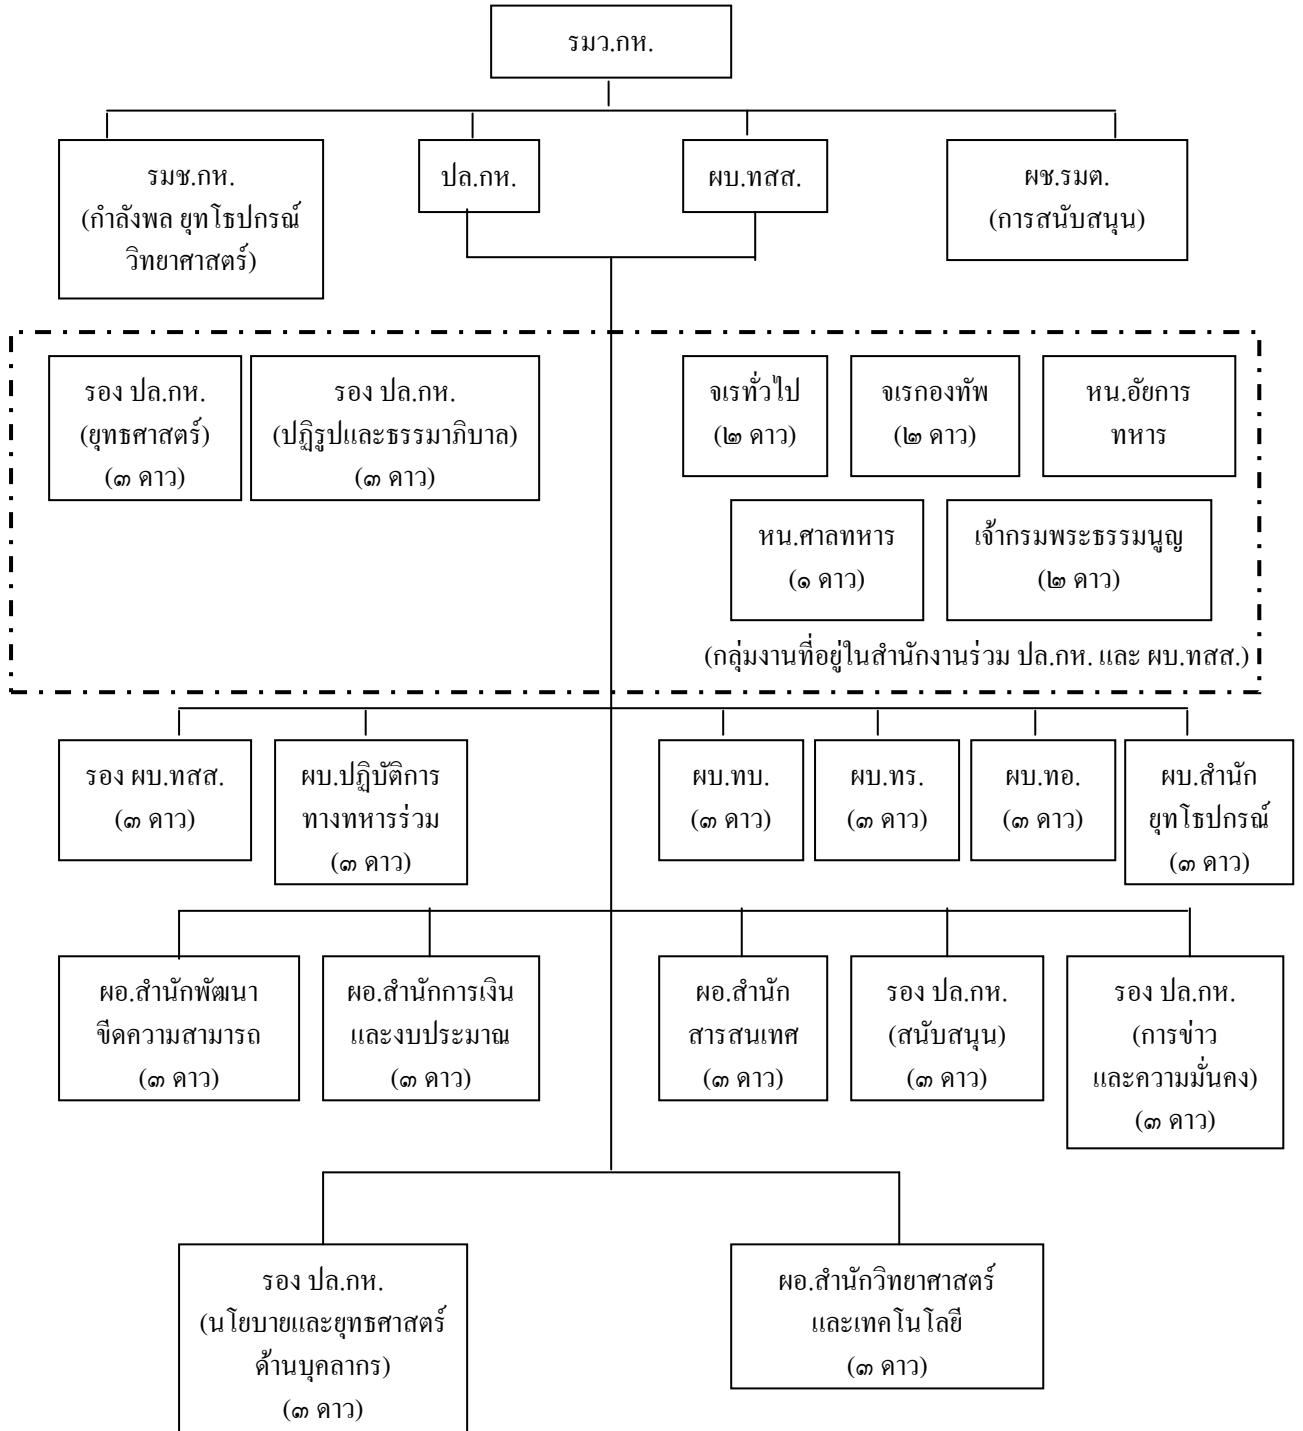 รมว.กห.
รมช.กห.
(กำลังพล ยุทโธปกรณ์
วิทยาศาสตร์)
ปล.กห.
ผบ.ทสส.
ผช.รมต.
(การสนับสนุน)
รอง ปล.กห.
(ยุทธศาสตร์)
(๓ ดาว)
รอง ปล.กห.
(ปฏิรูปและธรรมาภิบาล)
(๓ ดาว)
จเรทั่วไป
(๒ ดาว)
จเรกองทัพ
(๒ ดาว)
หน.อัยการ
ทหาร
หน.ศาลทหาร
(๑ ดาว)
เจ้ากรมพระธรรมนูญ
(๒ ดาว)
(กลุ่มงานที่อยู่ในสำนักงานร่วม ปล.กห. และ ผบ.ทสส.)
รอง ผบ.ทสส.
(๓ ดาว)
ผบ.ปฏิบัติการ
ทางทหารร่วม
(๓ ดาว)
ผบ.ทบ.
(๓ ดาว)
ผบ.ทร.
(๓ ดาว)
ผบ.ทอ.
(๓ ดาว)
ผบ.สำนัก
ยุทโธปกรณ์
(๓ ดาว)
ผอ.สำนักพัฒนา
ขีดความสามารถ
(๓ ดาว)
ผอ.สำนักการเงิน
และงบประมาณ
(๓ ดาว)
ผอ.สำนัก
สารสนเทศ
(๓ ดาว)
รอง ปล.กห.
(สนับสนุน)
(๓ ดาว)
รอง ปล.กห.
(การข่าว
และความมั่นคง)
(๓ ดาว)
รอง ปล.กห.
(นโยบายและยุทธศาสตร์
ด้านบุคลากร)
(๓ ดาว)
ผอ.สำนักวิทยาศาสตร์
และเทคโนโลยี
(๓ ดาว)